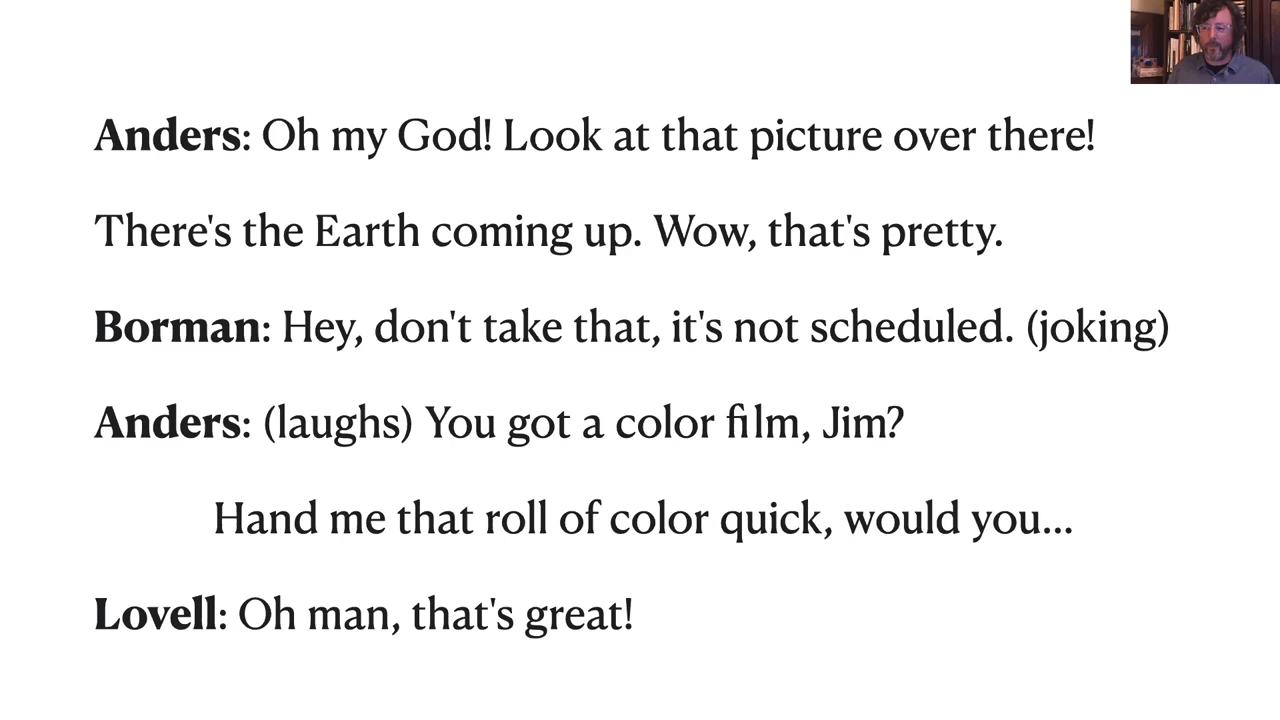 Anders: Oh my God! Look at that picture over there!
There's the Earth coming up. Wow, that's pretty.
Borman: Hey, don't take that, it's not scheduled. (joking)
Anders: (laughs) You got a color film, Jim?
Hand me that roll of color quick, would you...
Lovell: Oh man, that's great!